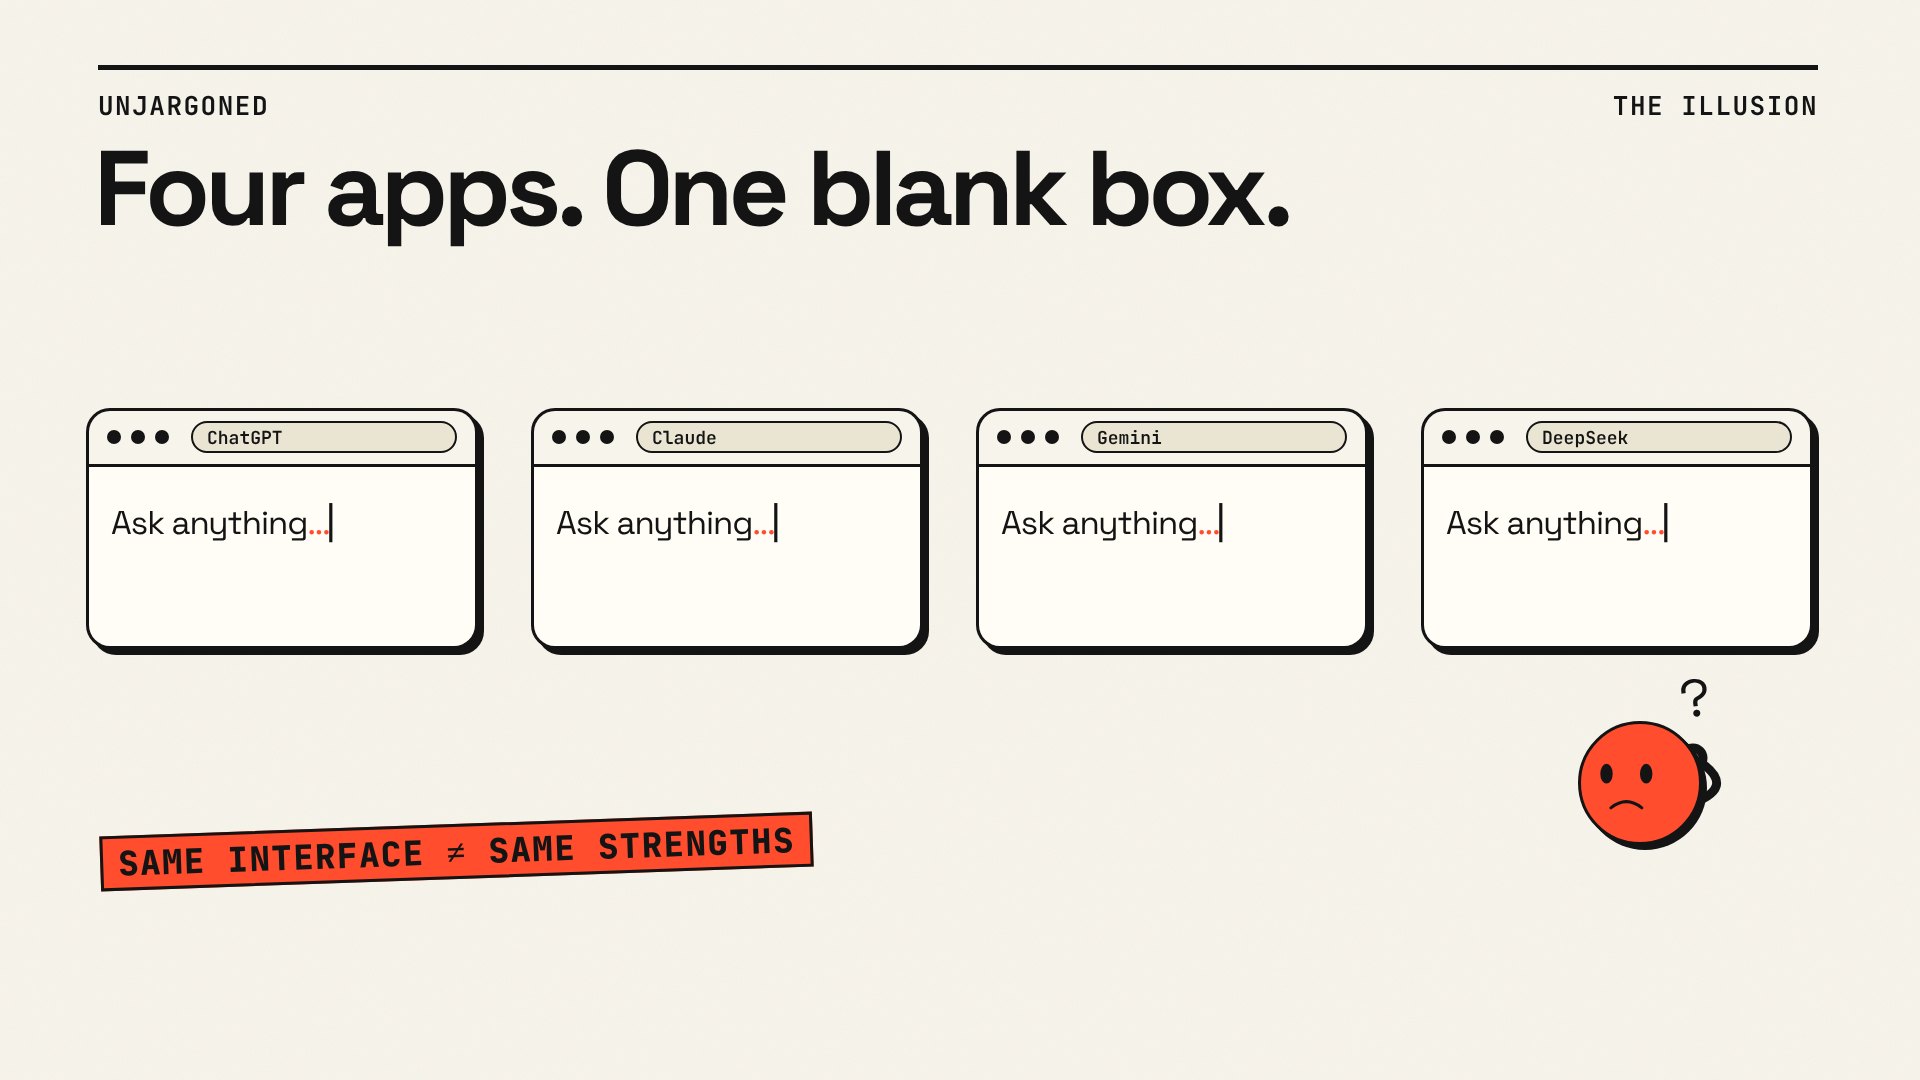 UNJARGONED
THE ILLUSION
Four apps. One blank box.
ChatGPT
Ask anything...
Claude
Ask anything...
Gemini
Ask anything...
DeepSeek
Ask anything...
?
SAME INTERFACE ≠ SAME STRENGTHS